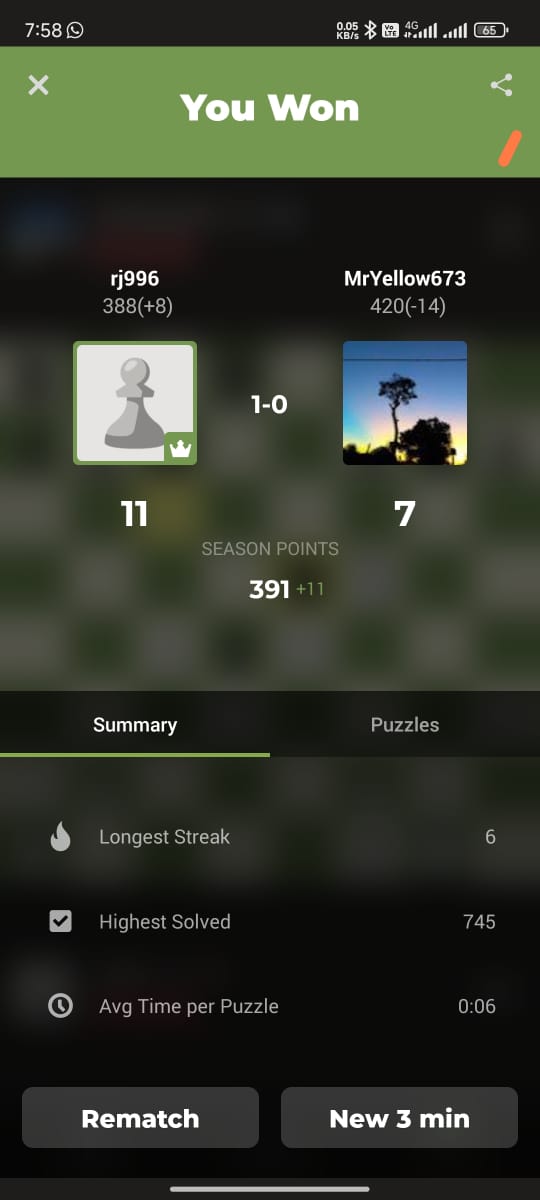 7:58
0.05
KB/s
Vo
LTE
4G
65
You Won
rj996
MrYellow673
388(+8)
420(-14)
1-0
11
7
SEASON POINTS
391 +11
Summary
Puzzles
Longest Streak
6
Highest Solved
745
Avg Time per Puzzle
0:06
Rematch
New 3 min